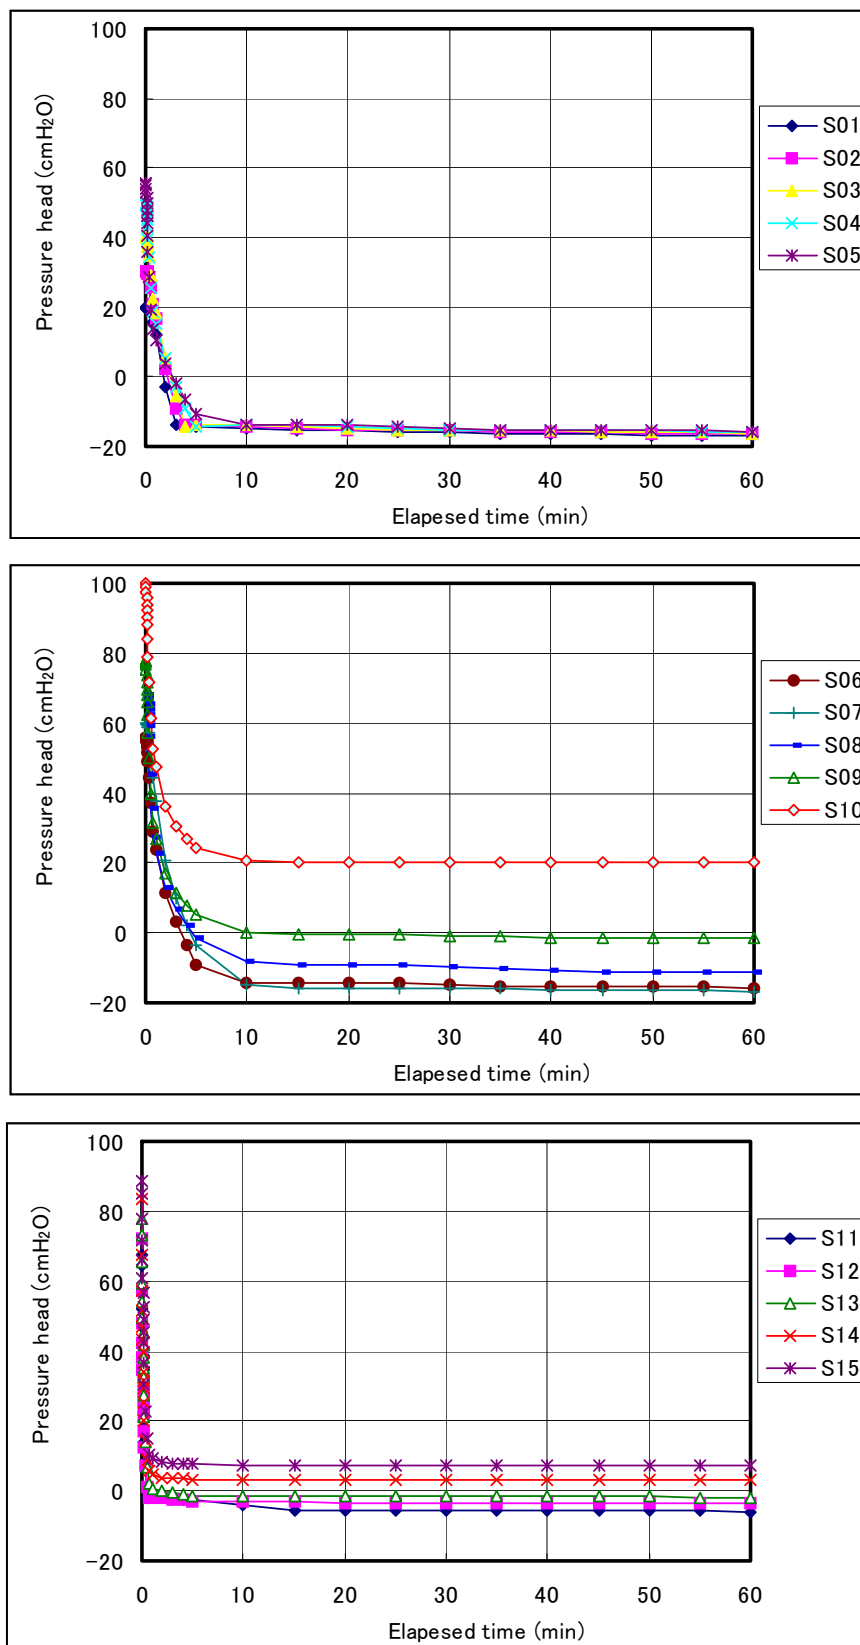 100
80
60
40
20
0
-20
Pressure head (cmH₂O)
0 10 20 30 40 50 60
Elapesed time (min)
S01
S02
S03
S04
S05
100
80
60
40
20
0
-20
Pressure head (cmH₂O)
0 10 20 30 40 50 60
Elapesed time (min)
S06
S07
S08
S09
S10
100
80
60
40
20
0
-20
Pressure head (cmH₂O)
0 10 20 30 40 50 60
Elapesed time (min)
S11
S12
S13
S14
S15